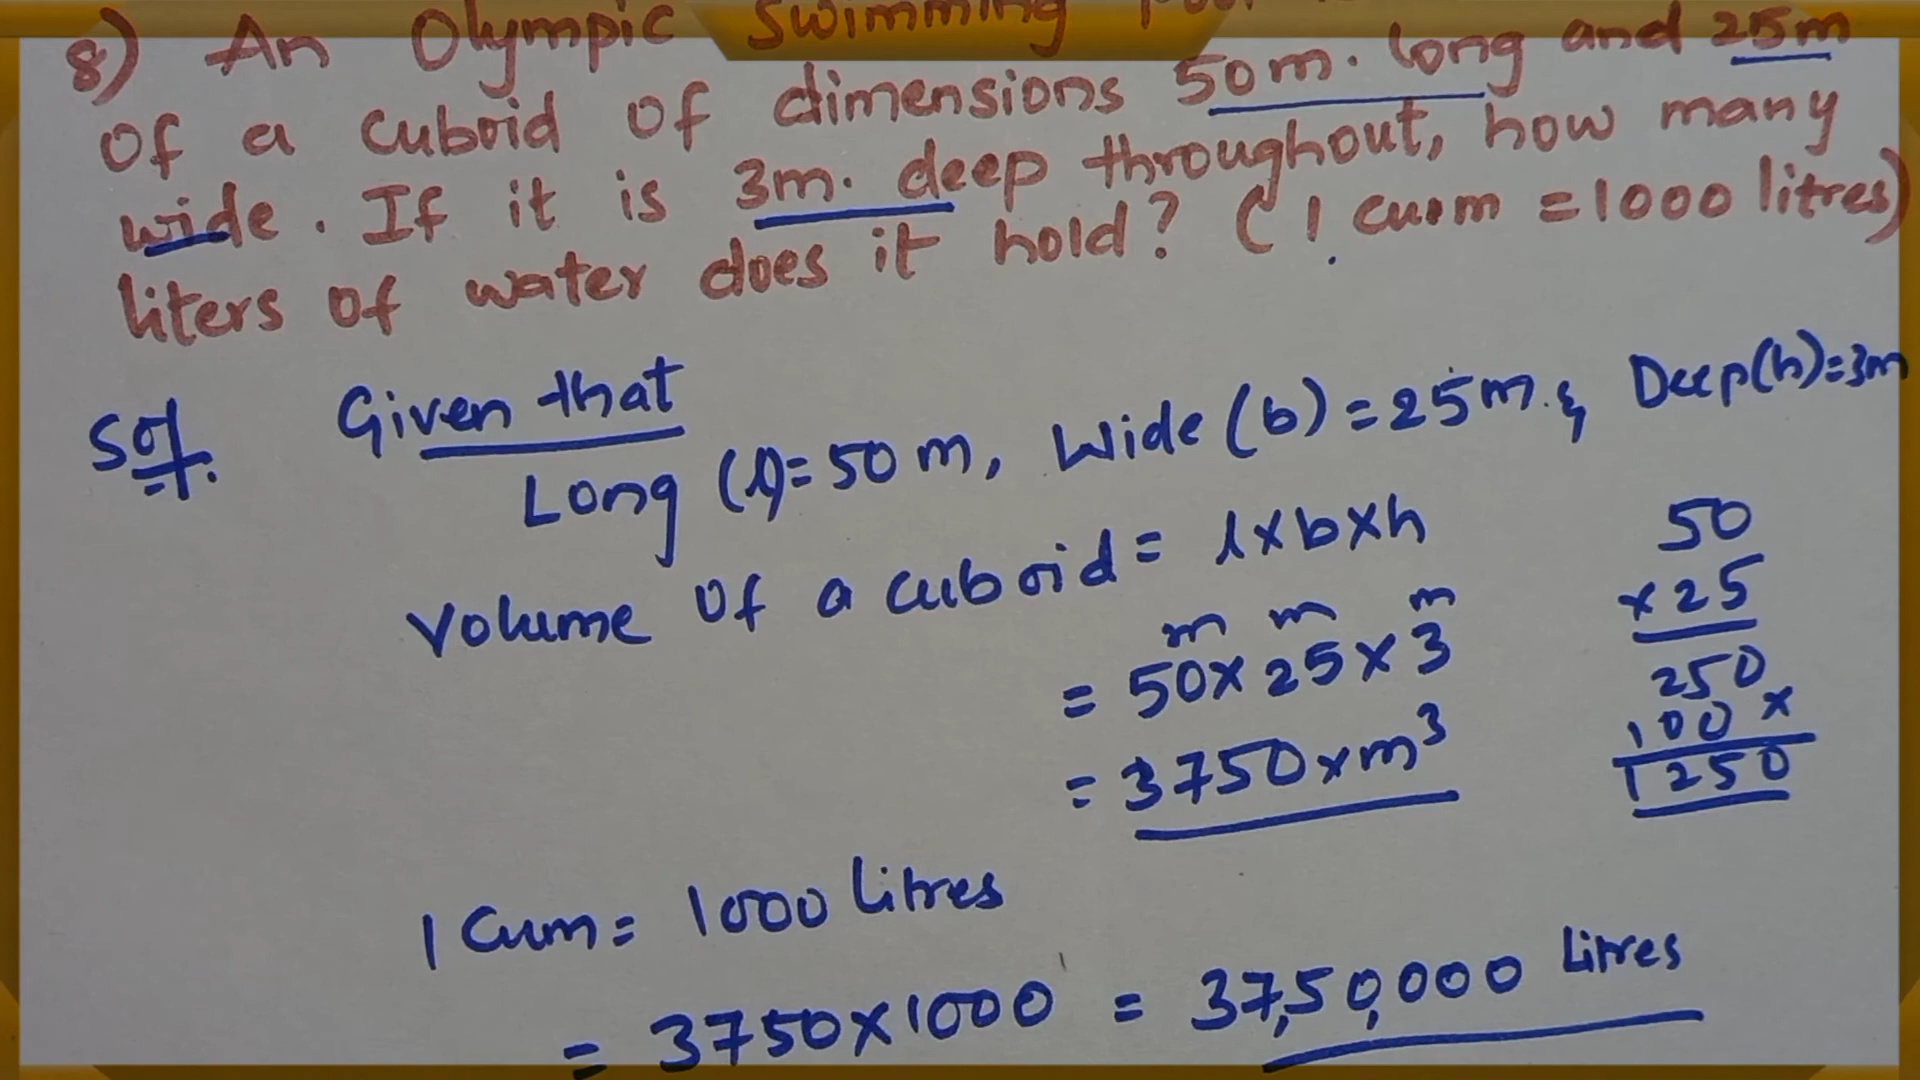 8) An Olympic Swimming
Of a cuboid of dimensions 50m. long and 25m
wide. If it is 3m. deep throughout, how many
liters of water does it hold? (1 cu.m = 1000 litres)
Sol. Given that
Long (l)=50m, Wide (b)=25m & Deep(h)=3m
Volume Of a cuboid = l×b×h
m m m
= 50×25×3
= 3750×m³
50
×25
250
100×
1250
1 Cum = 1000 Litres
= 3750×1000 = 37,50,000 Litres